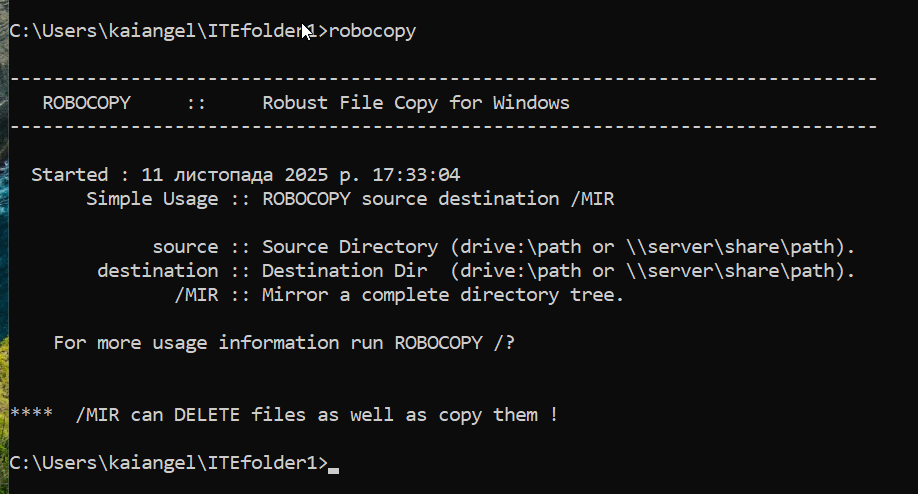 C:\Users\kaiangel\ITEfolder1>robocopy
-------------------------------------------------------------------------------
ROBOCOPY     ::     Robust File Copy for Windows
-------------------------------------------------------------------------------
Started : 11 листопада 2025 р. 17:33:04
Simple Usage :: ROBOCOPY source destination /MIR
source :: Source Directory (drive:\path or \\server\share\path).
destination :: Destination Dir  (drive:\path or \\server\share\path).
/MIR :: Mirror a complete directory tree.
For more usage information run ROBOCOPY /?
****  /MIR can DELETE files as well as copy them !
C:\Users\kaiangel\ITEfolder1>